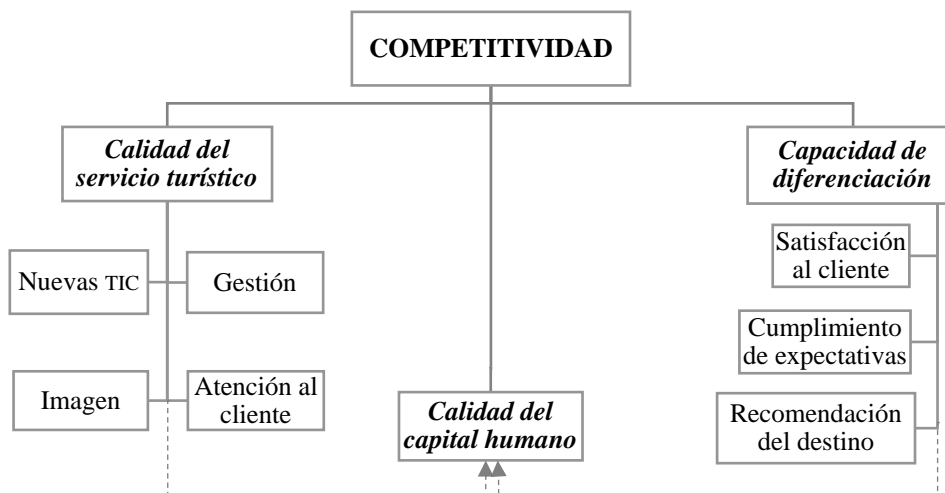 COMPETITIVIDAD
Calidad del
servicio turístico
Capacidad de
diferenciación
Nuevas TIC
Gestión
Imagen
Atención al
cliente
Calidad del
capital humano
Satisfacción
al cliente
Cumplimiento
de expectativas
Recomendación
del destino